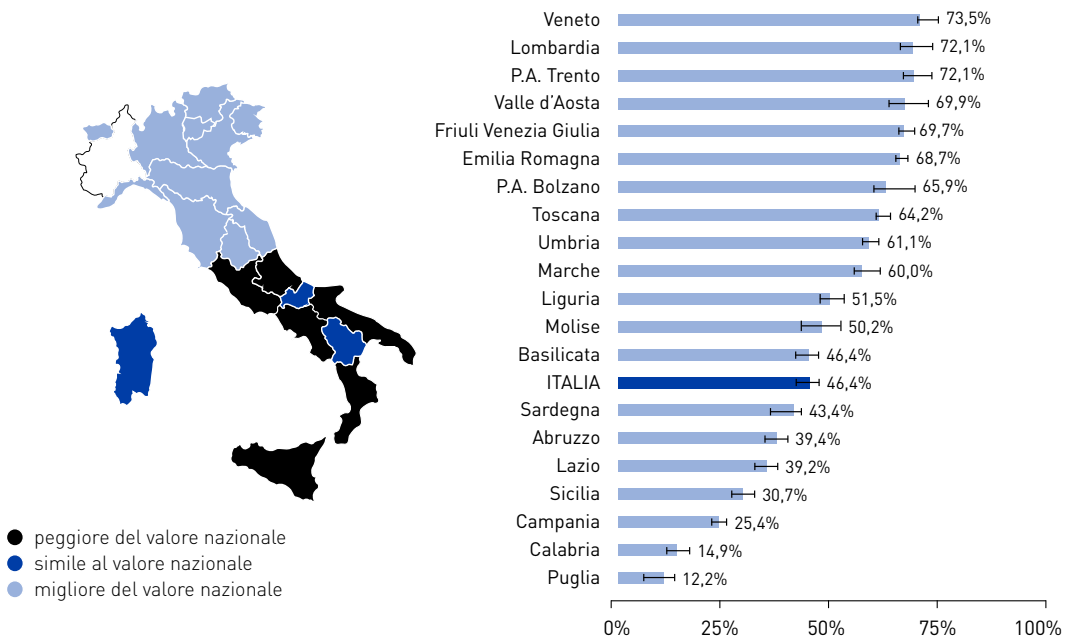 Veneto 73,5%
Lombardia 72,1%
P.A. Trento 72,1%
Valle d’Aosta 69,9%
Friuli Venezia Giulia 69,7%
Emilia Romagna 68,7%
P.A. Bolzano 65,9%
Toscana 64,2%
Umbria 61,1%
Marche 60,0%
Liguria 51,5%
Molise 50,2%
Basilicata 46,4%
ITALIA 46,4%
Sardegna 43,4%
Abruzzo 39,4%
Lazio 39,2%
Sicilia 30,7%
Campania 25,4%
Calabria 14,9%
Puglia 12,2%
0% 25% 50% 75% 100%
peggiore del valore nazionale
simile al valore nazionale
migliore del valore nazionale